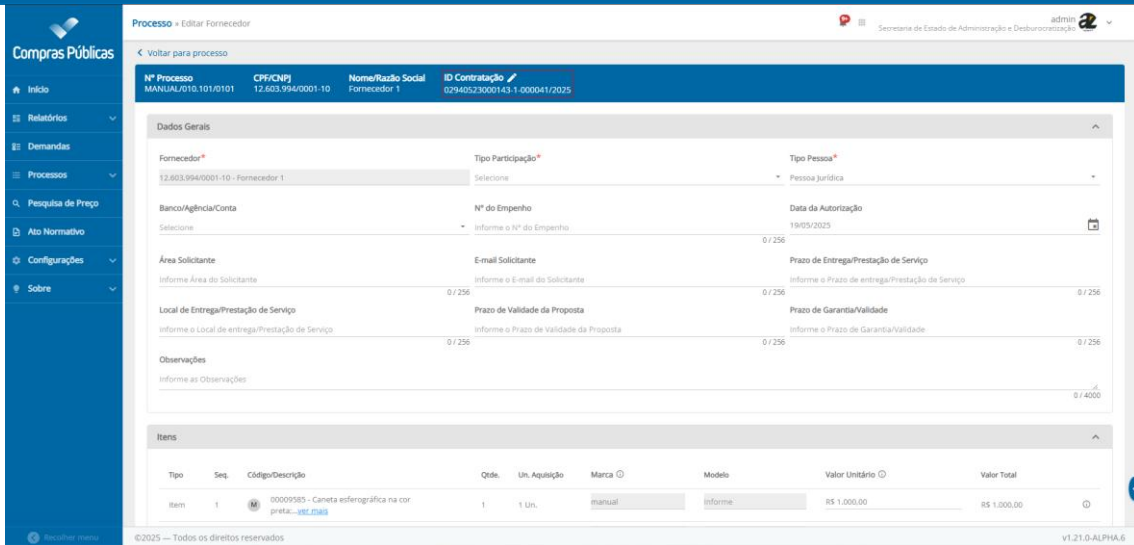 Compras Públicas
Início
Relatórios
Demandas
Processos
Pesquisa de Preço
Ato Normativo
Configurações
Sobre
Recolher menu
Processo » Editar Fornecedor
admin
Secretaria de Estado de Administração e Desburocratização
Voltar para processo
Nº Processo CPF/CNPJ Nome/Razão Social ID Contratação
MANUAL/010.101/0101 12.603.994/0001-10 Fornecedor 1 02940523000143-1-000041/2025
Dados Gerais
Fornecedor* Tipo Participação* Tipo Pessoa*
12.603.994/0001-10 - Fornecedor 1 Selecione Pessoa Jurídica
Banco/Agência/Conta Nº do Empenho Data da Autorização
Selecione Informe o Nº do Empenho 19/05/2025
0 / 256
Área Solicitante E-mail Solicitante Prazo de Entrega/Prestação de Serviço
Informe Área do Solicitante Informe o E-mail do Solicitante Informe o Prazo de entrega/Prestação de Serviço
0 / 256 0 / 256 0 / 256
Local de Entrega/Prestação de Serviço Prazo de Validade da Proposta Prazo de Garantia/Validade
Informe o Local de entrega/Prestação de Serviço Informe o Prazo de Validade da Proposta Informe o Prazo de Garantia/Validade
0 / 256 0 / 256 0 / 256
Observações
Informe as Observações
0 / 4000
Itens
Tipo Seq. Código/Descrição Qtde. Un. Aquisição Marca Modelo Valor Unitário Valor Total
Item 1 M 00009585 - Caneta esferográfica na cor preta:...ver mais 1 1 Un. manual Informe R$ 1.000,00 R$ 1.000,00
©2025 — Todos os direitos reservados v1.21.0-ALPHA.6